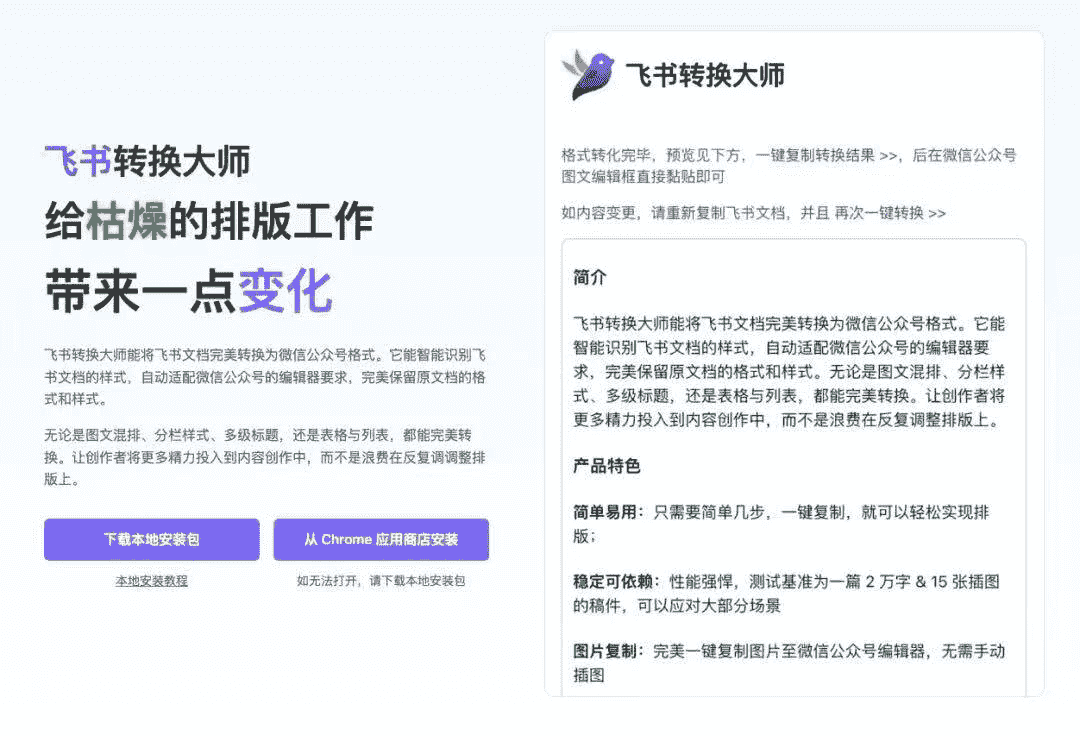 飞书转换大师
给枯燥的排版工作
带来一点变化
飞书转换大师能将飞书文档完美转换为微信公众号格式。它能智能识别飞
书文档的样式，自动适配微信公众号的编辑器要求，完美保留原文档的格
式和样式。
无论是图文混排、分栏样式、多级标题，还是表格与列表，都能完美转
换。让创作者将更多精力投入到内容创作中，而不是浪费在反复调调整排
版上。
下载本地安装包
从 Chrome 应用商店安装
本地安装教程
如无法打开，请下载本地安装包
飞书转换大师
格式转化完毕，预览见下方，一键复制转换结果 >>，后在微信公众号
图文编辑框直接黏贴即可
如内容变更，请重新复制飞书文档，并且 再次一键转换 >>
简介
飞书转换大师能将飞书文档完美转换为微信公众号格式。它能
智能识别飞书文档的样式，自动适配微信公众号的编辑器要
求，完美保留原文档的格式和样式。无论是图文混排、分栏样
式、多级标题，还是表格与列表，都能完美转换。让创作者将
更多精力投入到内容创作中，而不是浪费在反复调整排版上。
产品特色
简单易用：只需要简单几步，一键复制，就可以轻松实现排
版；
稳定可依赖：性能强悍，测试基准为一篇 2 万字 & 15 张插图
的稿件，可以应对大部分场景
图片复制：完美一键复制图片至微信公众号编辑器，无需手动
插图